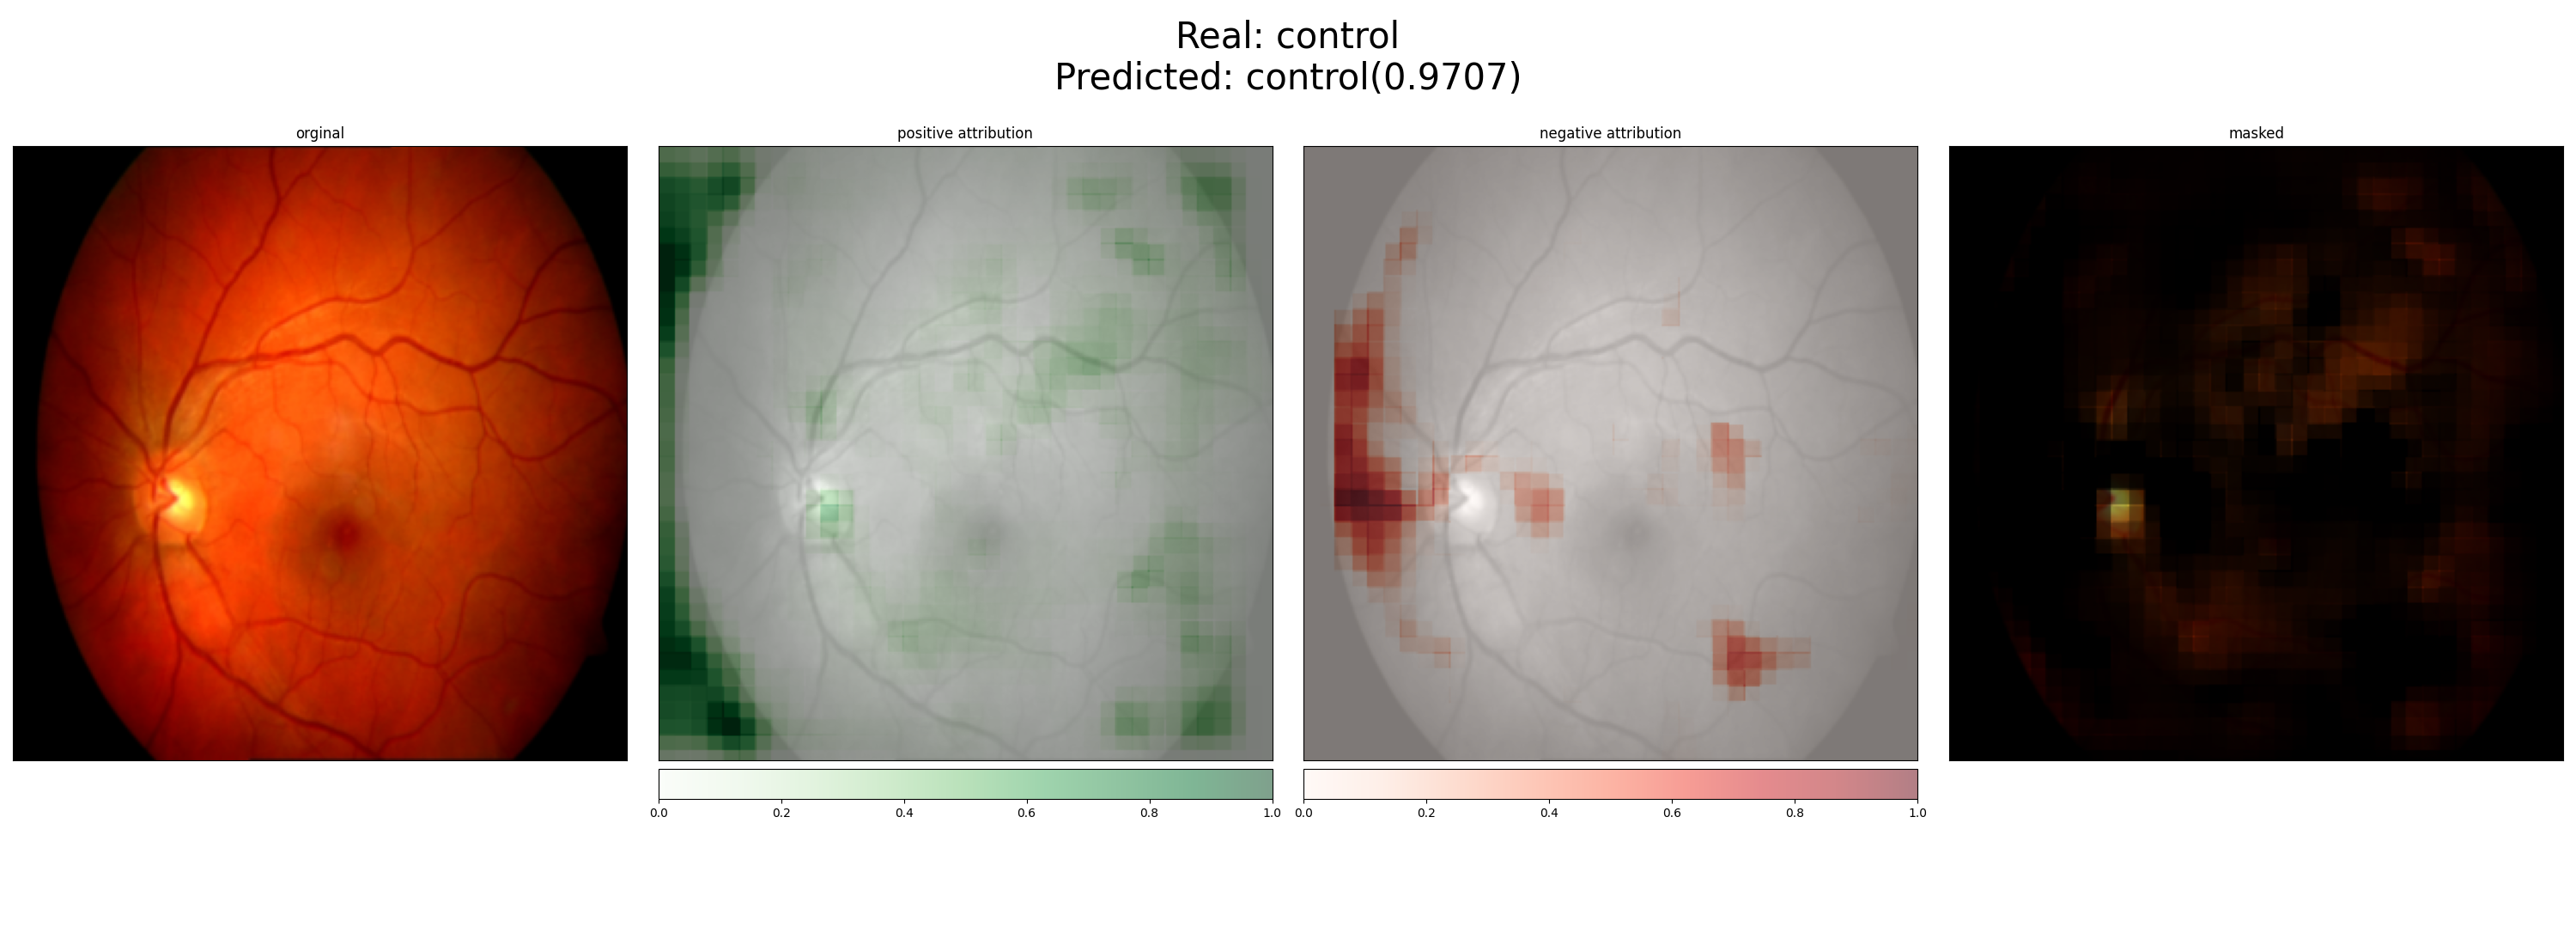 Real: control
Predicted: control(0.9707)
orginal
positive attribution
negative attribution
masked
0.0 0.2 0.4 0.6 0.8 1.0
0.0 0.2 0.4 0.6 0.8 1.0